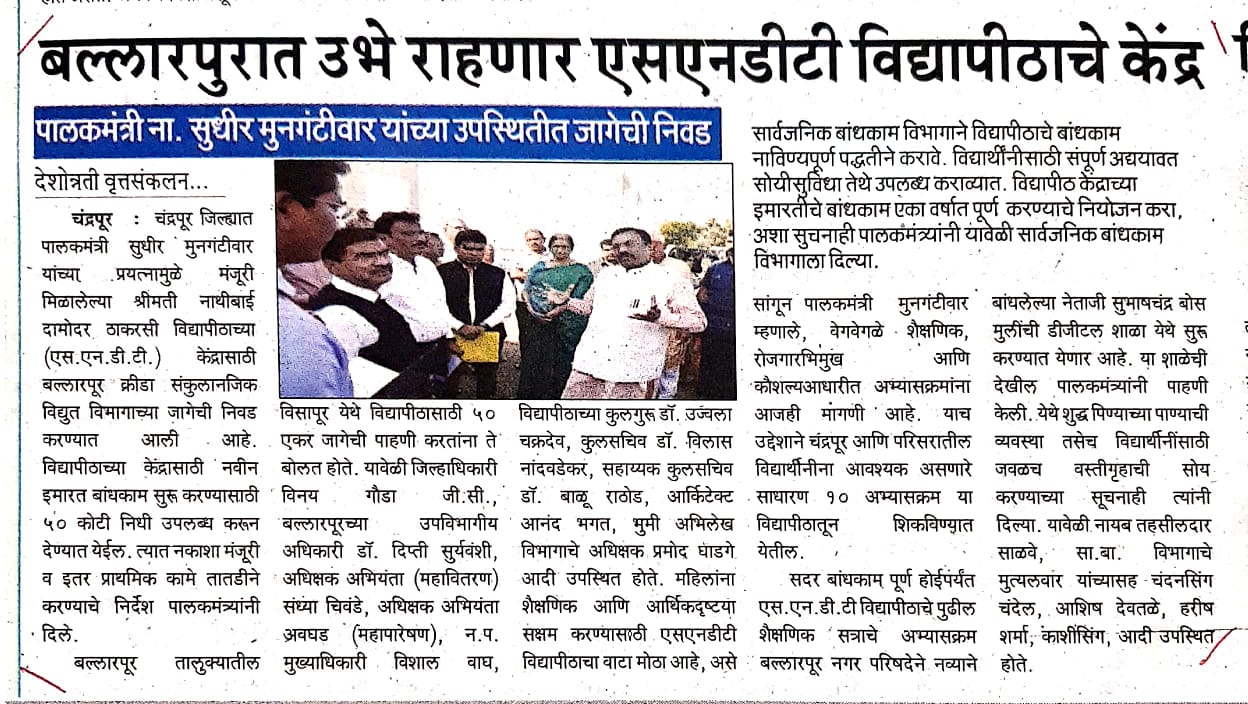 बल्लारपुरात उभे राहणार एसएनडीटी विद्यापीठाचे केंद्र
पालकमंत्री ना. सुधीर मुनगंटीवार यांच्या उपस्थितीत जागेची निवड
देशोन्नती वृत्तसंकलन...
चंद्रपूर : चंद्रपूर जिल्ह्यात
पालकमंत्री सुधीर मुनगंटीवार
यांच्या प्रयत्नामुळे मंजूरी
मिळालेल्या श्रीमती नाथीबाई
दामोदर ठाकरसी विद्यापीठाच्या
(एस.एन.डी.टी.) केंद्रासाठी
बल्लारपूर क्रीडा संकुलानजिक
विद्युत विभागाच्या जागेची निवड
करण्यात आली आहे.
विद्यापीठाच्या केंद्रासाठी नवीन
इमारत बांधकाम सुरू करण्यासाठी
५० कोटी निधी उपलब्ध करून
देण्यात येईल. त्यात नकाशा मंजूरी
व इतर प्राथमिक कामे तातडीने
करण्याचे निर्देश पालकमंत्र्यांनी
दिले.
बल्लारपूर तालुक्यातील
विसापूर येथे विद्यापीठासाठी ५०
एकर जागेची पाहणी करतांना ते
बोलत होते. यावेळी जिल्हाधिकारी
विनय गौडा जी.सी.,
बल्लारपूरच्या उपविभागीय
अधिकारी डॉ. दिप्ती सुर्यवंशी,
अधिक्षक अभियंता (महावितरण)
संध्या चिवंडे, अधिक्षक अभियंता
अवघड (महापारेषण), न.प.
मुख्याधिकारी विशाल वाघ,
विद्यापीठाच्या कुलगुरू डॉ. उज्वला
चक्रदेव, कुलसचिव डॉ. विलास
नांदवडेकर, सहाय्यक कुलसचिव
डॉ. बाळू राठोड, आर्किटेक्ट
आनंद भगत, भुमी अभिलेख
विभागाचे अधिक्षक प्रमोद घाडगे
आदी उपस्थित होते. महिलांना
शैक्षणिक आणि आर्थिकदृष्टया
सक्षम करण्यासाठी एसएनडीटी
विद्यापीठाचा वाटा मोठा आहे, असे
सार्वजनिक बांधकाम विभागाने विद्यापीठाचे बांधकाम
नाविण्यपूर्ण पद्धतीने करावे. विद्यार्थीनीसाठी संपूर्ण अद्ययावत
सोयीसुविधा तेथे उपलब्ध कराव्यात. विद्यापीठ केंद्राच्या
इमारतीचे बांधकाम एका वर्षात पूर्ण करण्याचे नियोजन करा,
अशा सुचनाही पालकमंत्र्यांनी यावेळी सार्वजनिक बांधकाम
विभागाला दिल्या.
सांगून पालकमंत्री मुनगंटीवार
म्हणाले, वेगवेगळे शैक्षणिक,
रोजगारभिमुख आणि
कौशल्यआधारीत अभ्यासक्रमांना
आजही मागणी आहे. याच
उद्देशाने चंद्रपूर आणि परिसरातील
विद्यार्थीनीना आवश्यक असणारे
साधारण १० अभ्यासक्रम या
विद्यापीठातून शिकविण्यात
येतील.
सदर बांधकाम पूर्ण होईपर्यंत
एस.एन.डी.टी विद्यापीठाचे पुढील
शैक्षणिक सत्राचे अभ्यासक्रम
बल्लारपूर नगर परिषदेने नव्याने
बांधलेल्या नेताजी सुभाषचंद्र बोस
मुलींची डीजीटल शाळा येथे सुरू
करण्यात येणार आहे. या शाळेची
देखील पालकमंत्र्यांनी पाहणी
केली. येथे शुद्ध पिण्याच्या पाण्याची
व्यवस्था तसेच विद्यार्थीनींसाठी
जवळच वस्तीगृहाची सोय
करण्याच्या सूचनाही त्यांनी
दिल्या. यावेळी नायब तहसीलदार
साळवे, सा.बा. विभागाचे
मुत्यलवार यांच्यासह चंदनसिंग
चंदेल, आशिष देवतळे, हरीष
शर्मा, काशीसिंग, आदी उपस्थित
होते.